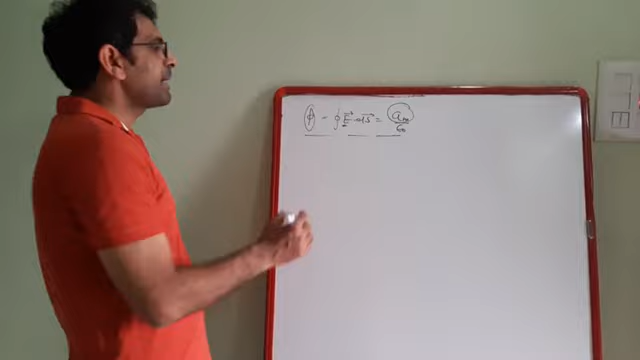 ϕ = ∮ E⃗ · ds⃗ = q_in / ε₀